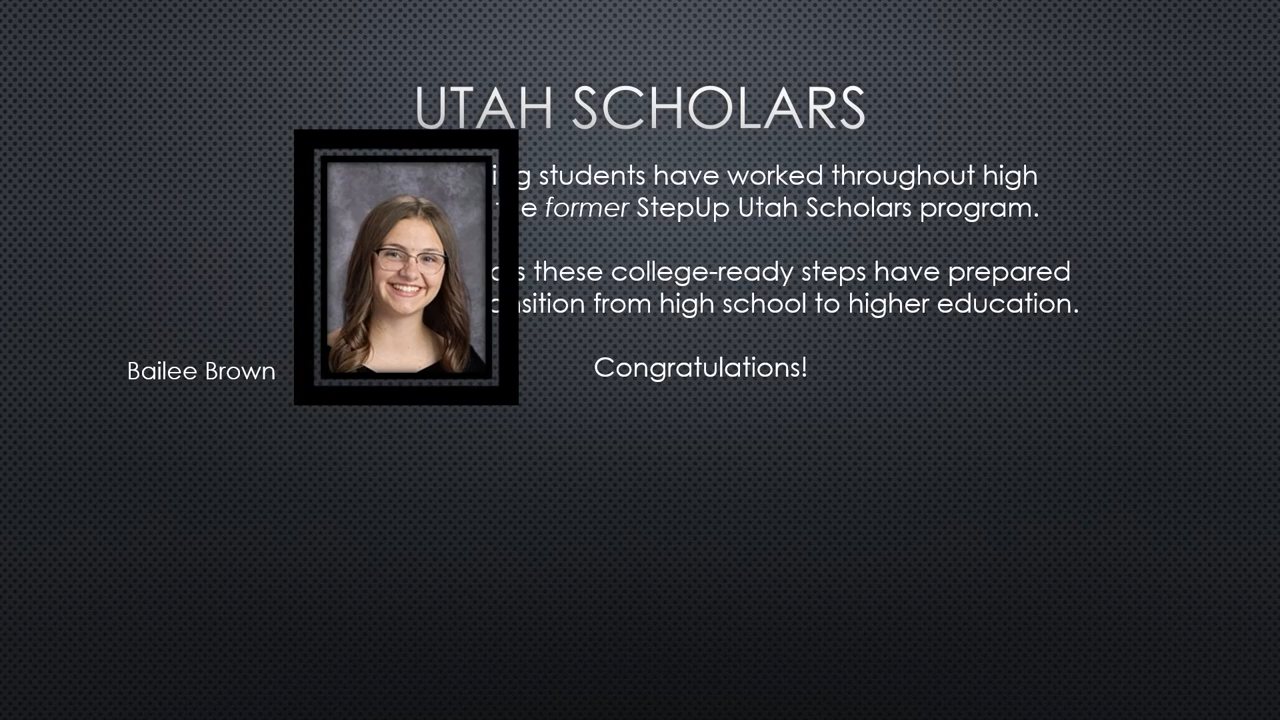 UTAH SCHOLARS
students have worked throughout high
former StepUp Utah Scholars program.
these college-ready steps have prepared
from high school to higher education.
Bailee Brown
Congratulations!